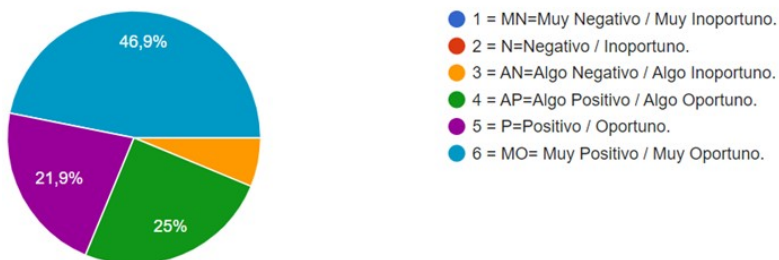 46,9%
21,9%
25%
1 = MN=Muy Negativo / Muy Inoportuno.
2 = N=Negativo / Inoportuno.
3 = AN=Algo Negativo / Algo Inoportuno.
4 = AP=Algo Positivo / Algo Oportuno.
5 = P=Positivo / Oportuno.
6 = MO= Muy Positivo / Muy Oportuno.